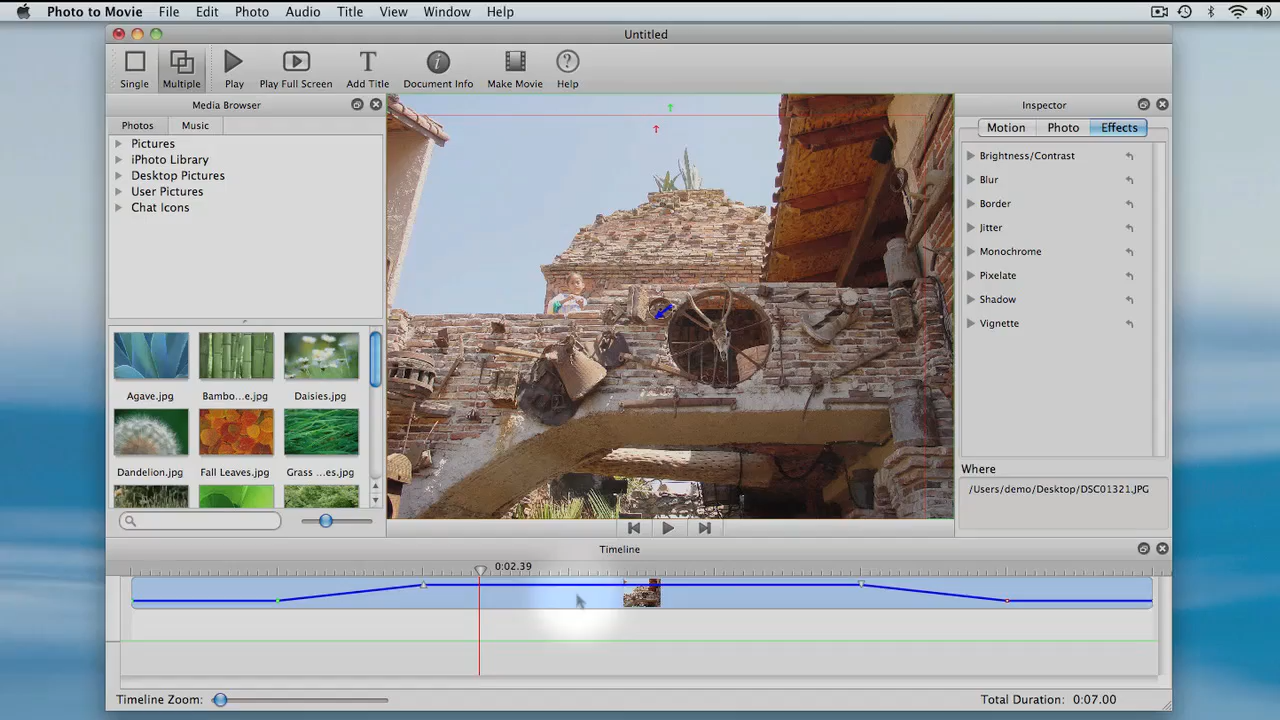 Photo to Movie File Edit Photo Audio Title View Window Help
Untitled
Single Multiple Play Play Full Screen Add Title Document Info Make Movie Help
Media Browser
Photos Music
Pictures
iPhoto Library
Desktop Pictures
User Pictures
Chat Icons
Agave.jpg Bambo...e.jpg Daisies.jpg
Dandelion.jpg Fall Leaves.jpg Grass ...es.jpg
Inspector
Motion Photo Effects
Brightness/Contrast
Blur
Border
Jitter
Monochrome
Pixelate
Shadow
Vignette
Where
/Users/demo/Desktop/DSC01321.JPG
Timeline
0:02.39
Timeline Zoom: Total Duration: 0:07.00